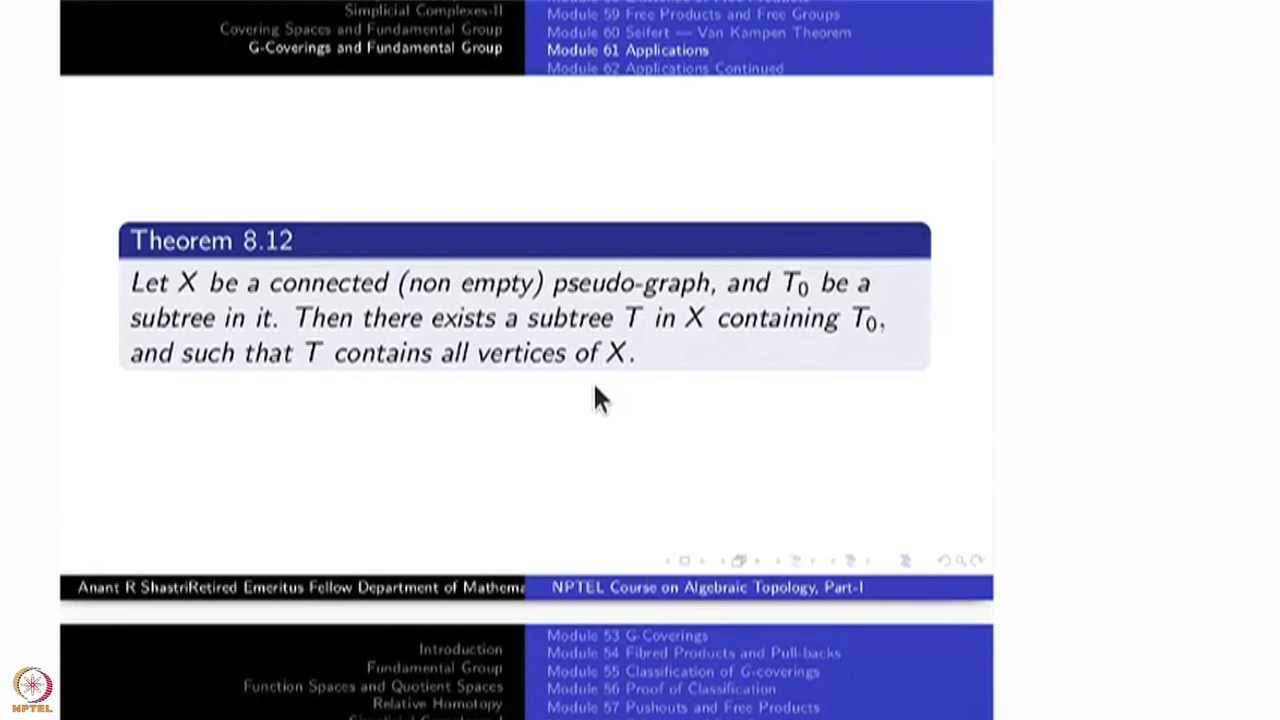 Simplicial Complexes-II
Covering Spaces and Fundamental Group
G-Coverings and Fundamental Group
Module 59 Free Products and Free Groups
Module 60 Seifert — Van Kampen Theorem
Module 61 Applications
Module 62 Applications Continued
Theorem 8.12
Let X be a connected (non empty) pseudo-graph, and T₀ be a
subtree in it. Then there exists a subtree T in X containing T₀,
and such that T contains all vertices of X.
Anant R ShastriRetired Emeritus Fellow Department of Mathema
NPTEL Course on Algebraic Topology, Part-I
Introduction
Fundamental Group
Function Spaces and Quotient Spaces
Relative Homotopy
Module 53 G-Coverings
Module 54 Fibred Products and Pull-backs
Module 55 Classification of G-coverings
Module 56 Proof of Classification
Module 57 Pushouts and Free Products
NPTEL